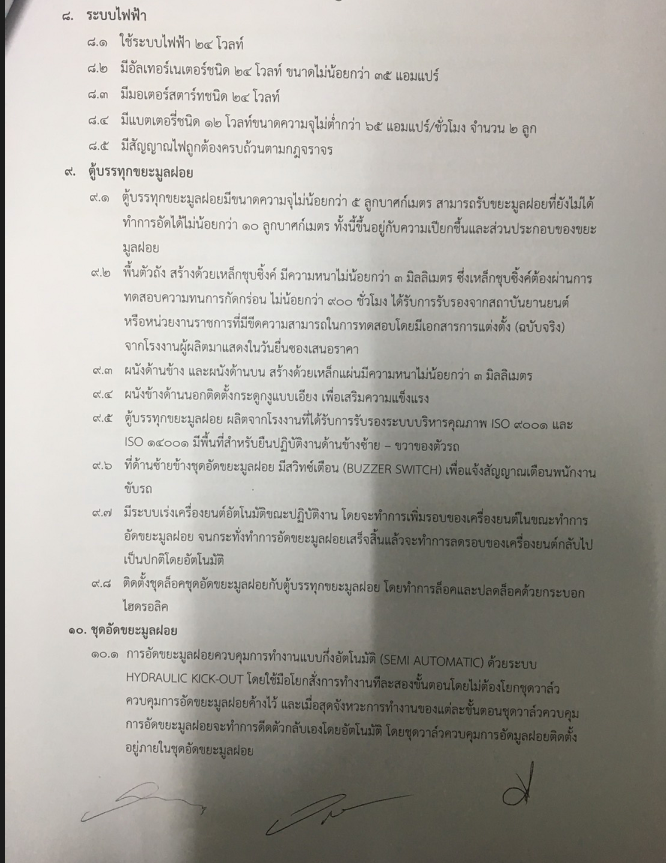 ๘. ระบบไฟฟ้า
๘.๑ ใช้ระบบไฟฟ้า ๒๔ โวลท์
๘.๒ มีอัลเทอร์เนเตอร์ชนิด ๒๔ โวลท์ ขนาดไม่น้อยกว่า ๓๕ แอมแปร์
๘.๓ มีมอเตอร์สตาร์ทชนิด ๒๔ โวลท์
๘.๔ มีแบตเตอรี่ชนิด ๑๒ โวลท์ขนาดความจุไม่ต่ำกว่า ๖๕ แอมแปร์/ชั่วโมง จำนวน ๒ ลูก
๘.๕ มีสัญญาณไฟถูกต้องครบถ้วนตามกฎจราจร
๙. ตู้บรรทุกขยะมูลฝอย
๙.๑ ตู้บรรทุกขยะมูลฝอยมีขนาดความจุไม่น้อยกว่า ๕ ลูกบาศก์เมตร สามารถรับขยะมูลฝอยที่ยังไม่ได้
ทำการอัดได้ไม่น้อยกว่า ๑๐ ลูกบาศก์เมตร ทั้งนี้ขึ้นอยู่กับความเปียกชื้นและส่วนประกอบของขยะ
มูลฝอย
๙.๒ พื้นตัวถัง สร้างด้วยเหล็กชุบซิ้งค์ มีความหนาไม่น้อยกว่า ๓ มิลลิเมตร ซึ่งเหล็กชุบซิ้งค์ต้องผ่านการ
ทดสอบความทนการกัดกร่อน ไม่น้อยกว่า ๙๐๐ ชั่วโมง ได้รับการรับรองจากสถาบันยานยนต์
หรือหน่วยงานราชการที่มีขีดความสามารถในการทดสอบโดยมีเอกสารการแต่งตั้ง (ฉบับจริง)
จากโรงงานผู้ผลิตมาแสดงในวันยื่นซองเสนอราคา
๙.๓ ผนังด้านข้าง และผนังด้านบน สร้างด้วยเหล็กแผ่นมีความหนาไม่น้อยกว่า ๓ มิลลิเมตร
๙.๔ ผนังข้างด้านนอกติดตั้งกระดูกงูแบบเอียง เพื่อเสริมความแข็งแรง
๙.๕ ตู้บรรทุกขยะมูลฝอย ผลิตจากโรงงานที่ได้รับการรับรองระบบบริหารคุณภาพ ISO ๙๐๐๑ และ
ISO ๑๔๐๐๑ มีพื้นที่สำหรับยืนปฏิบัติงานด้านข้างซ้าย – ขวาของตัวรถ
๙.๖ ที่ด้านซ้ายข้างชุดอัดขยะมูลฝอย มีสวิทช์เตือน (BUZZER SWITCH) เพื่อแจ้งสัญญาณเตือนพนักงาน
ขับรถ
๙.๗ มีระบบเร่งเครื่องยนต์อัตโนมัติขณะปฏิบัติงาน โดยจะทำการเพิ่มรอบของเครื่องยนต์ในขณะทำการ
อัดขยะมูลฝอย จนกระทั่งทำการอัดขยะมูลฝอยเสร็จสิ้นแล้วจะทำการลดรอบของเครื่องยนต์กลับไป
เป็นปกติโดยอัตโนมัติ
๙.๘ ติดตั้งชุดล็อคชุดอัดขยะมูลฝอยกับตู้บรรทุกขยะมูลฝอย โดยทำการล็อคและปลดล็อคด้วยกระบอก
ไฮดรอลิค
๑๐. ชุดอัดขยะมูลฝอย
๑๐.๑ การอัดขยะมูลฝอยควบคุมการทำงานแบบกึ่งอัตโนมัติ (SEMI AUTOMATIC) ด้วยระบบ
HYDRAULIC KICK-OUT โดยใช้มือโยกสั่งการทำงานทีละสองขั้นตอนโดยไม่ต้องโยกชุดวาล์ว
ควบคุมการอัดขยะมูลฝอยค้างไว้ และเมื่อสุดจังหวะการทำงานของแต่ละขั้นตอนชุดวาล์วควบคุม
การอัดขยะมูลฝอยจะทำการดีดตัวกลับเองโดยอัตโนมัติ โดยชุดวาล์วควบคุมการอัดมูลฝอยติดตั้ง
อยู่ภายในชุดอัดขยะมูลฝอย